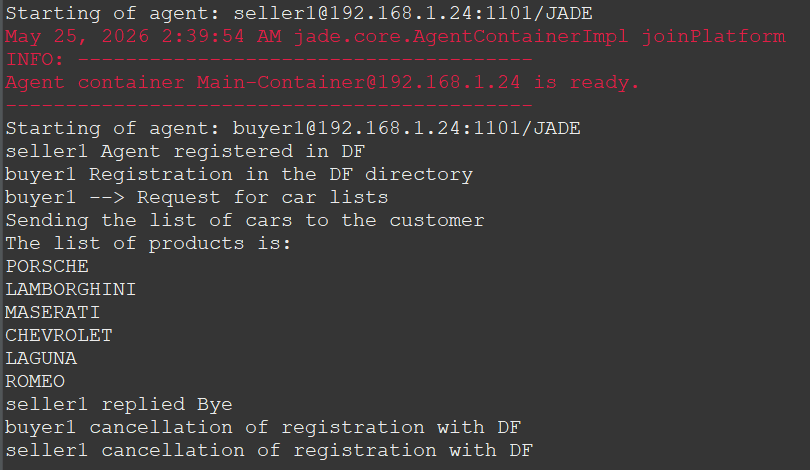 Starting of agent: seller1@192.168.1.24:1101/JADE
May 25, 2026 2:39:54 AM jade.core.AgentContainerImpl joinPlatform
INFO: --------------------------------------
Agent container Main-Container@192.168.1.24 is ready.
--------------------------------------------
Starting of agent: buyer1@192.168.1.24:1101/JADE
seller1 Agent registered in DF
buyer1 Registration in the DF directory
buyer1 --> Request for car lists
Sending the list of cars to the customer
The list of products is:
PORSCHE
LAMBORGHINI
MASERATI
CHEVROLET
LAGUNA
ROMEO
seller1 replied Bye
buyer1 cancellation of registration with DF
seller1 cancellation of registration with DF